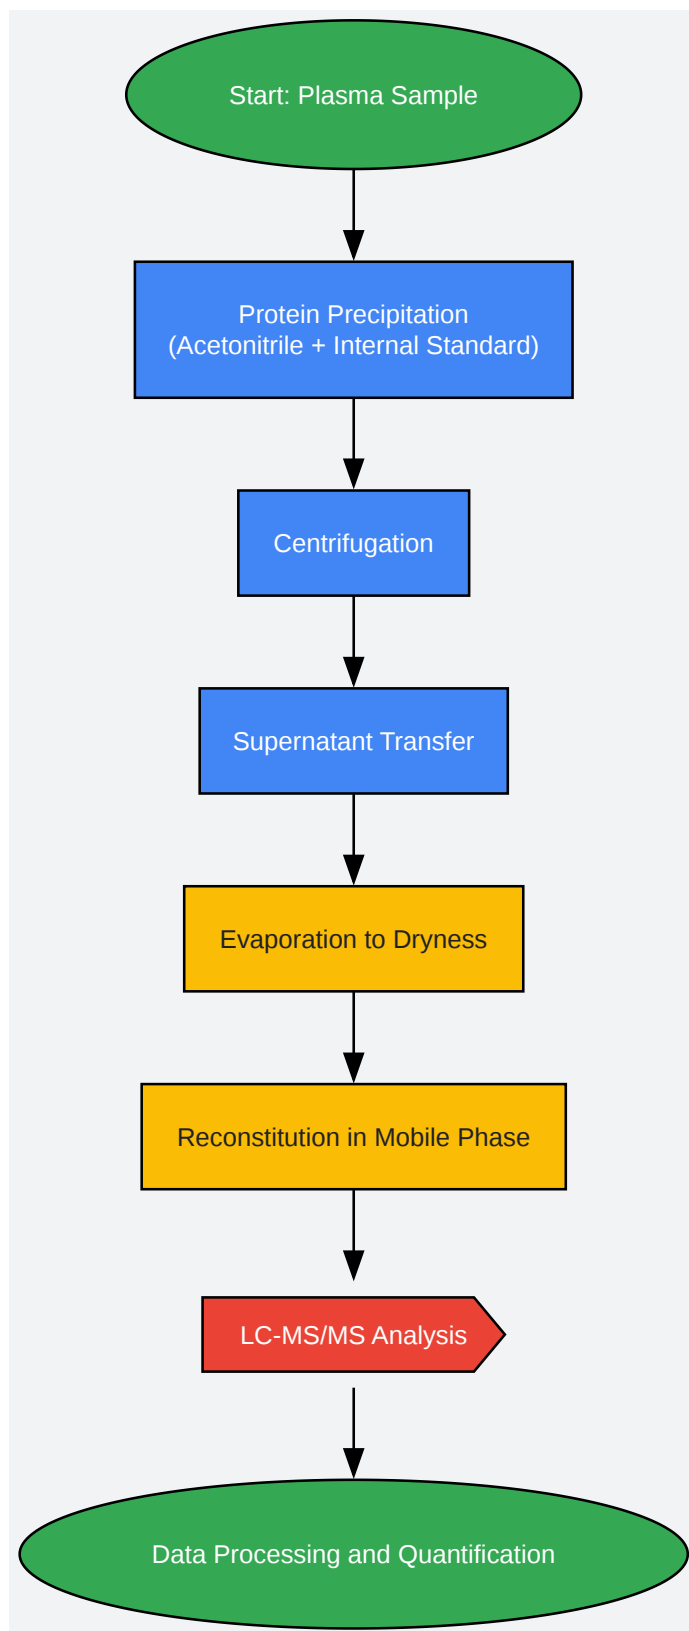 Start: Plasma Sample
Protein Precipitation
(Acetonitrile + Internal Standard)
Centrifugation
Supernatant Transfer
Evaporation to Dryness
Reconstitution in Mobile Phase
LC-MS/MS Analysis
Data Processing and Quantification